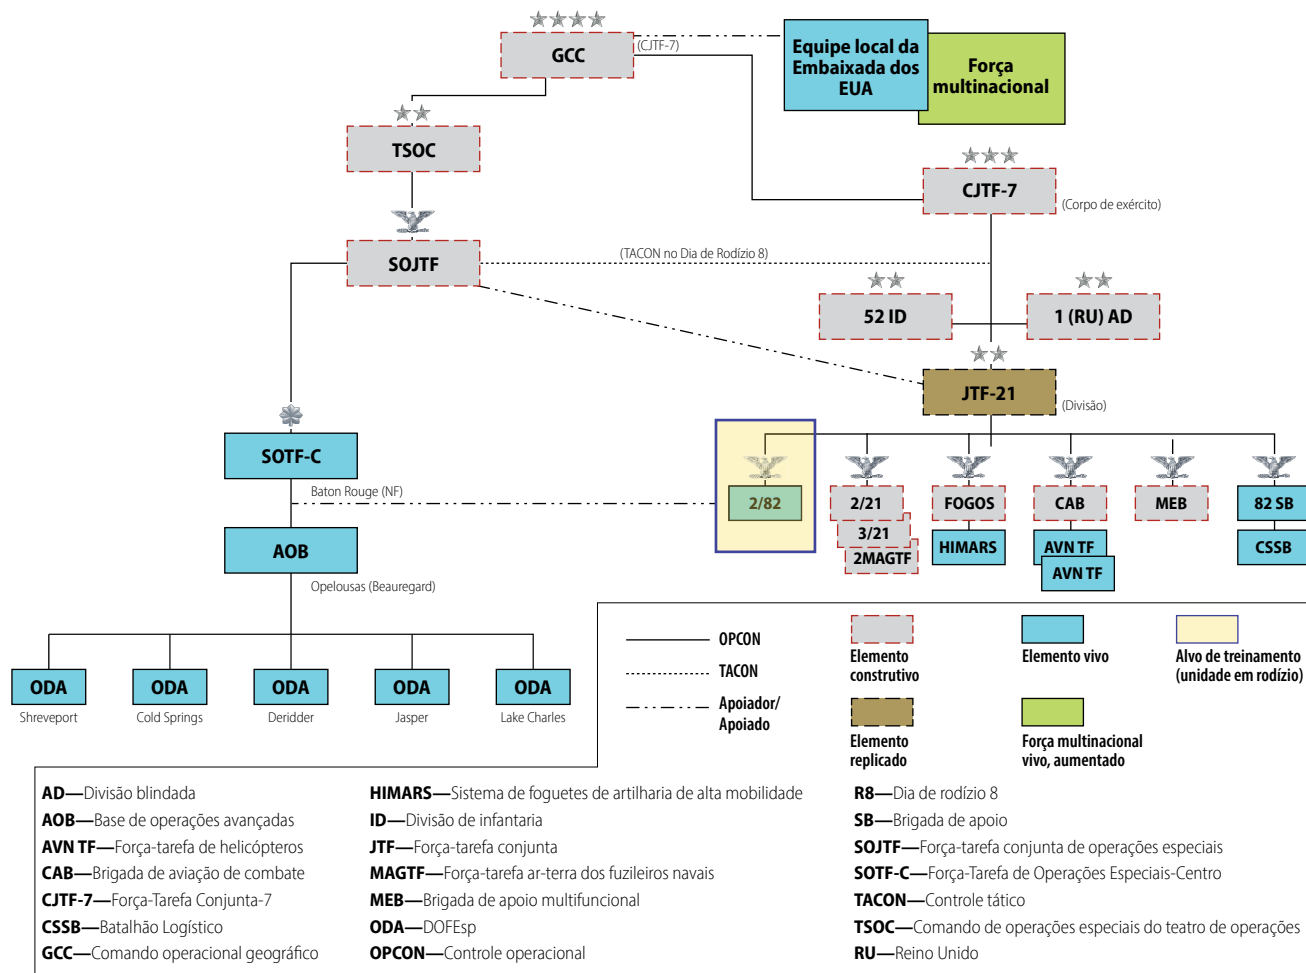 GCC
(CJTF-7)
Equipe local da
Embaixada dos
EUA
Força
multinacional
TSOC
CJTF-7
(Corpo de exército)
SOJTF
(TACON no Dia de Rodízio 8)
52 ID
1 (RU) AD
JTF-21
(Divisão)
SOTF-C
Baton Rouge (NF)
2/82
2/21
3/21
2MAGTF
FOGOS
HIMARS
CAB
AVN TF
AVN TF
MEB
82 SB
CSSB
AOB
Opelousas (Beauregard)
ODA
Shreveport
ODA
Cold Springs
ODA
Deridder
ODA
Jasper
ODA
Lake Charles
OPCON
TACON
Apoiador/
Apoiado
Elemento
construtivo
Elemento vivo
Alvo de treinamento
(unidade em rodízio)
Elemento
replicado
Força multinacional
vivo, aumentado
AD—Divisão blindada
AOB—Base de operações avançadas
AVN TF—Força-tarefa de helicópteros
CAB—Brigada de aviação de combate
CJTF-7—Força-Tarefa Conjunta-7
CSSB—Batalhão Logístico
GCC—Comando operacional geográfico
HIMARS—Sistema de foguetes de artilharia de alta mobilidade
ID—Divisão de infantaria
JTF—Força-tarefa conjunta
MAGTF—Força-tarefa ar-terra dos fuzileiros navais
MEB—Brigada de apoio multifuncional
ODA—DOFEsp
OPCON—Controle operacional
R8—Dia de rodízio 8
SB—Brigada de apoio
SOJTF—Força-tarefa conjunta de operações especiais
SOTF-C—Força-Tarefa de Operações Especiais-Centro
TACON—Controle tático
TSOC—Comando de operações especiais do teatro de operações
RU—Reino Unido